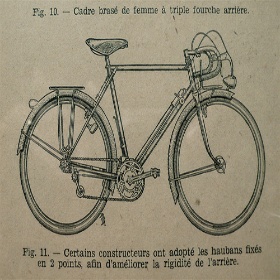 Fig. 10. — Cadre brasé de femme à triple fourche arrière.
Fig. 11. — Certains constructeurs ont adopté les haubans fixés
en 2 points, afin d'améliorer la rigidité de l'arrière.